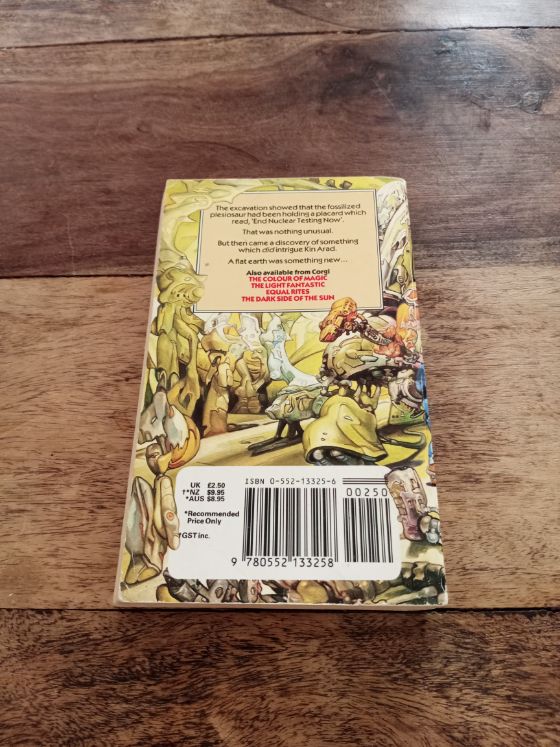 The excavation showed that the fossilized
plesiosaur had been holding a placard which
read, 'End Nuclear Testing Now'.
That was nothing unusual.
But then came a discovery of something
which did intrigue Kin Arad.
A flat earth was something new...
Also available from Corgi
THE COLOUR OF MAGIC
THE LIGHT FANTASTIC
EQUAL RITES
THE DARK SIDE OF THE SUN
UK £2.50
†*NZ $9.95
*AUS $8.95
*Recommended
Price Only
†GST inc.
ISBN 0-552-13325-6
00250
9 780552 133258